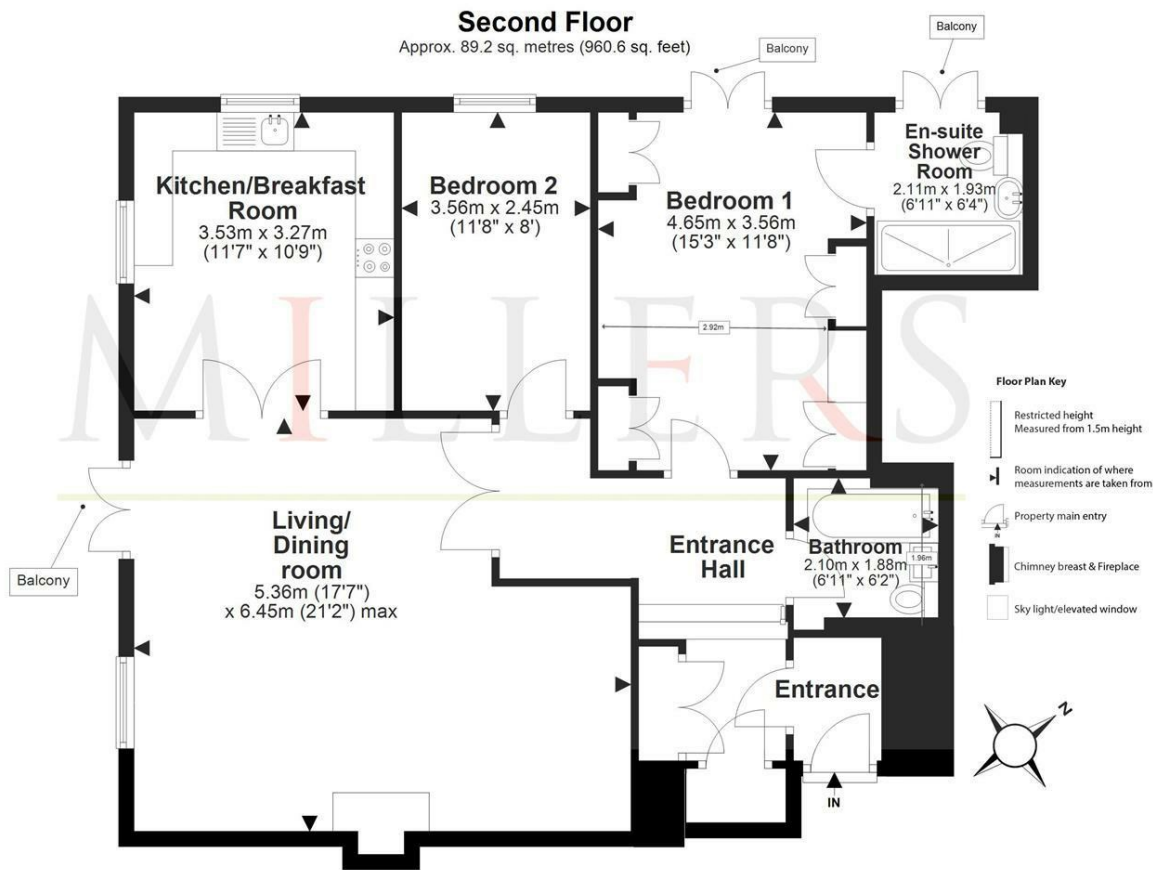 Second Floor
Approx. 89.2 sq. metres (960.6 sq. feet)
Balcony
Balcony
Kitchen/Breakfast
Room
3.53m x 3.27m
(11'7" x 10'9")
Bedroom 2
3.56m x 2.45m
(11'8" x 8')
Bedroom 1
4.65m x 3.56m
(15'3" x 11'8")
En-suite
Shower
Room
2.11m x 1.93m
(6'11" x 6'4")
2.92m
MILLERS
Floor Plan Key
Restricted height
Measured from 1.5m height
Room indication of where
measurements are taken from
IN
Property main entry
Chimney breast & Fireplace
Sky light/elevated window
Balcony
Living/
Dining
room
5.36m (17'7")
x 6.45m (21'2") max
Entrance
Hall
Bathroom
2.10m x 1.88m
(6'11" x 6'2")
1.96m
Entrance
IN
N